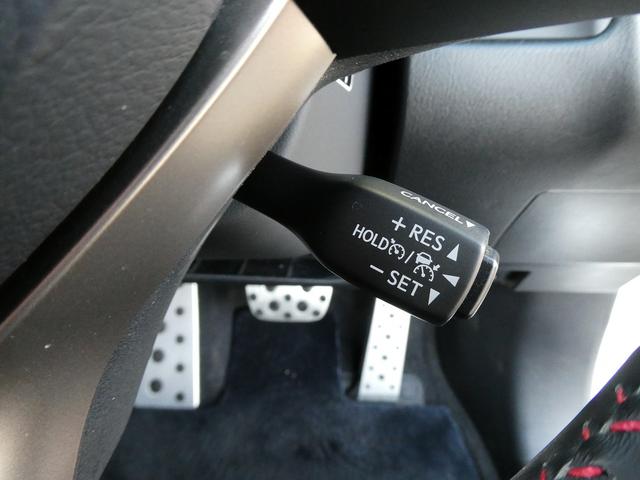 CANCEL▼
+RES▲
HOLD / ◀
−SET▼